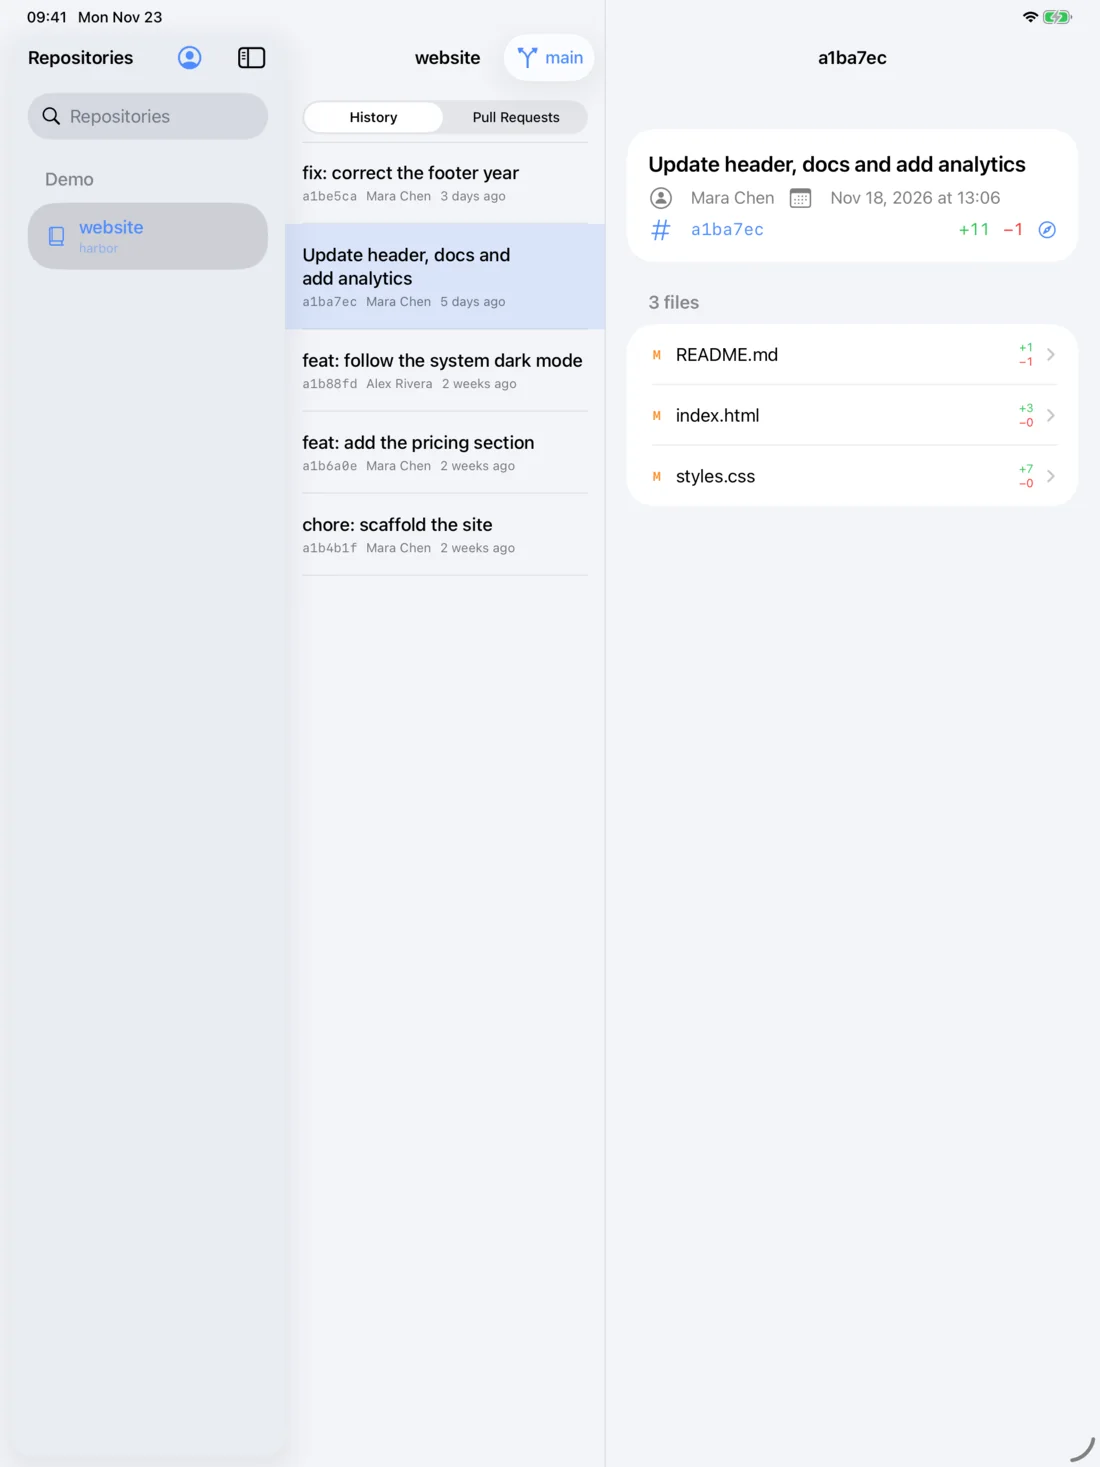 09:41 Mon Nov 23
Repositories
Repositories
Demo
website
harbor
website
main
History
Pull Requests
fix: correct the footer year
a1be5ca Mara Chen 3 days ago
Update header, docs and
add analytics
a1ba7ec Mara Chen 5 days ago
feat: follow the system dark mode
a1b88fd Alex Rivera 2 weeks ago
feat: add the pricing section
a1b6a0e Mara Chen 2 weeks ago
chore: scaffold the site
a1b4b1f Mara Chen 2 weeks ago
a1ba7ec
Update header, docs and add analytics
Mara Chen Nov 18, 2026 at 13:06
# a1ba7ec +11 −1
3 files
M README.md +1 −1
M index.html +3 −0
M styles.css +7 −0